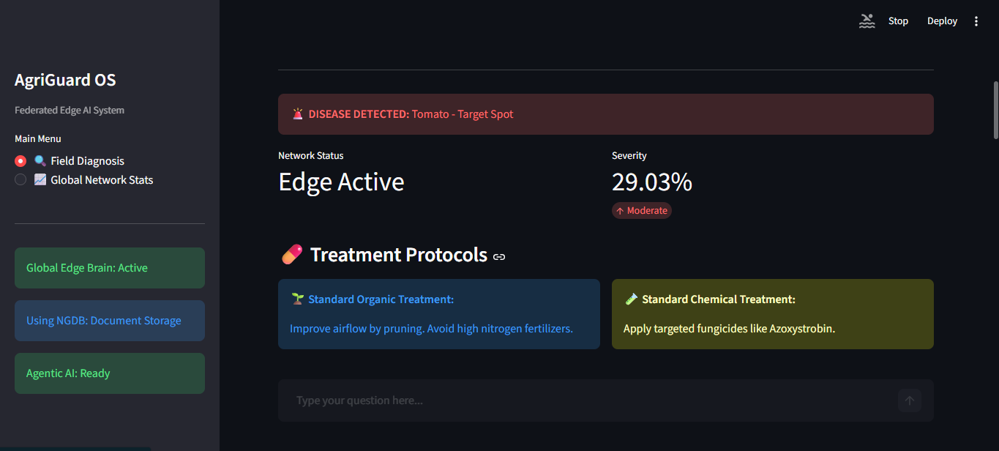 Stop
Deploy
AgriGuard OS
Federated Edge AI System
Main Menu
🔍 Field Diagnosis
📈 Global Network Stats
Global Edge Brain: Active
Using NGDB: Document Storage
Agentic AI: Ready
🚨 DISEASE DETECTED: Tomato - Target Spot
Network Status
Edge Active
Severity
29.03%
↑ Moderate
💊 Treatment Protocols
🌱 Standard Organic Treatment:
Improve airflow by pruning. Avoid high nitrogen fertilizers.
🧪 Standard Chemical Treatment:
Apply targeted fungicides like Azoxystrobin.
Type your question here...